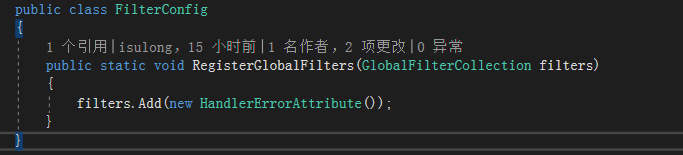 public class FilterConfig
{
1 个引用|isulong，15 小时前|1 名作者，2 项更改|0 异常
public static void RegisterGlobalFilters(GlobalFilterCollection filters)
{
filters.Add(new HandlerErrorAttribute());
}
}